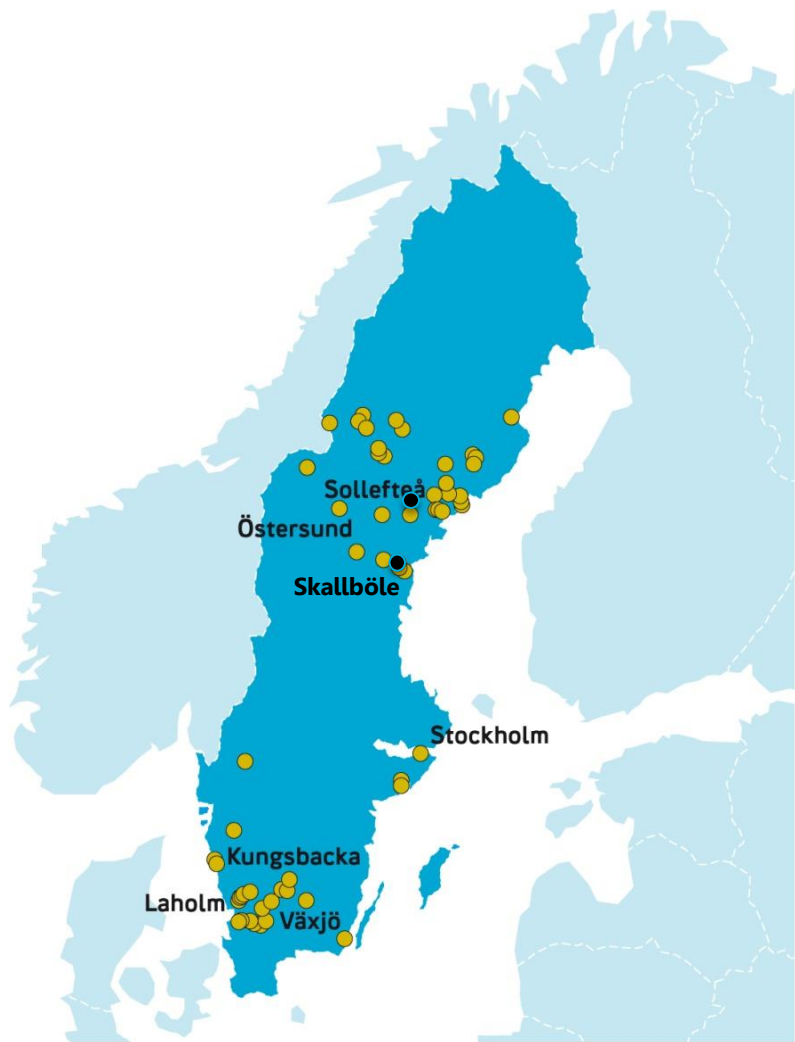 Sollefteå
Östersund
Skallböle
Stockholm
Kungsbacka
Laholm
Växjö